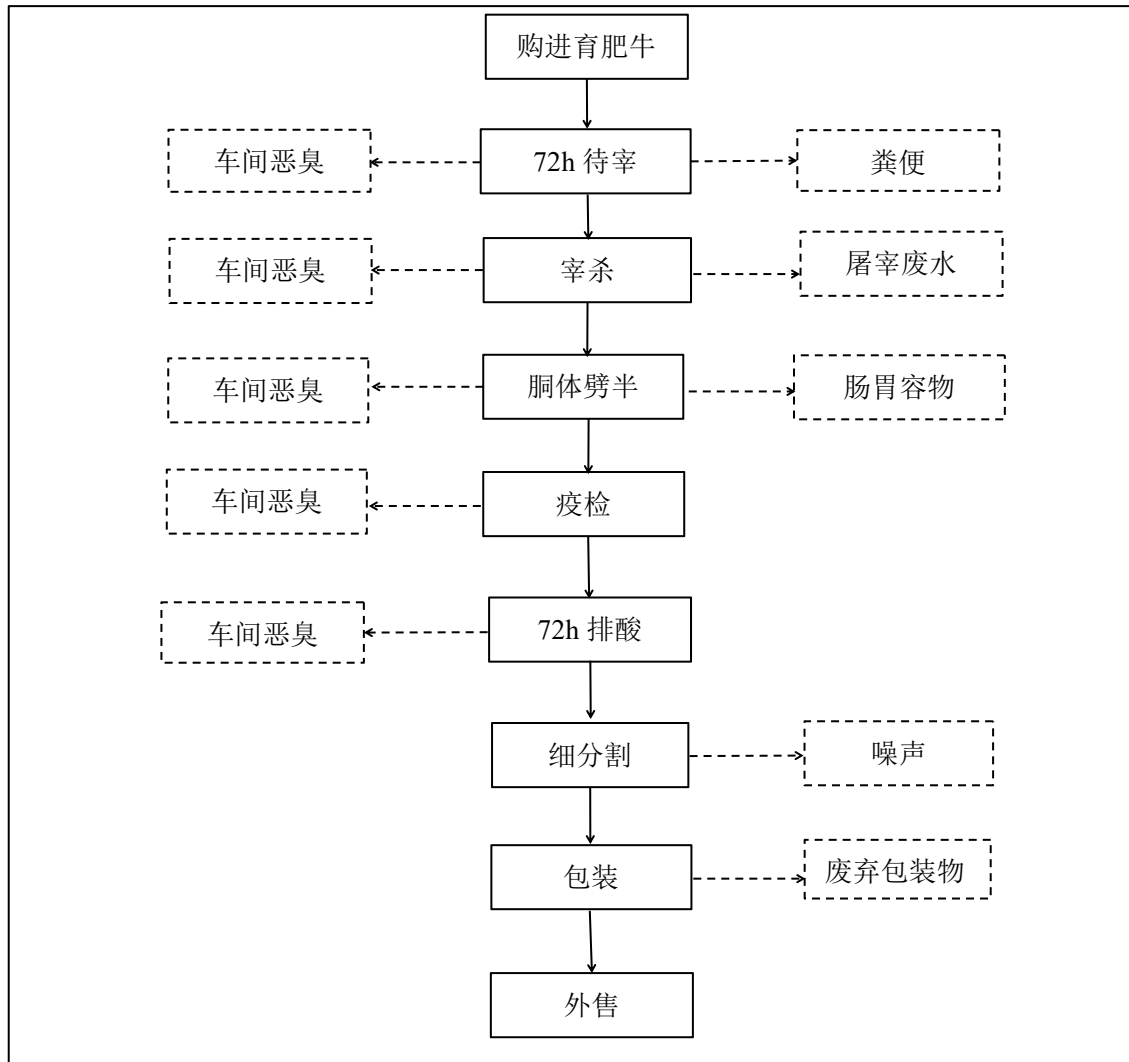 购进育肥牛
车间恶臭
72h 待宰
粪便
车间恶臭
宰杀
屠宰废水
车间恶臭
胴体劈半
肠胃容物
车间恶臭
疫检
车间恶臭
72h 排酸
细分割
噪声
包装
废弃包装物
外售